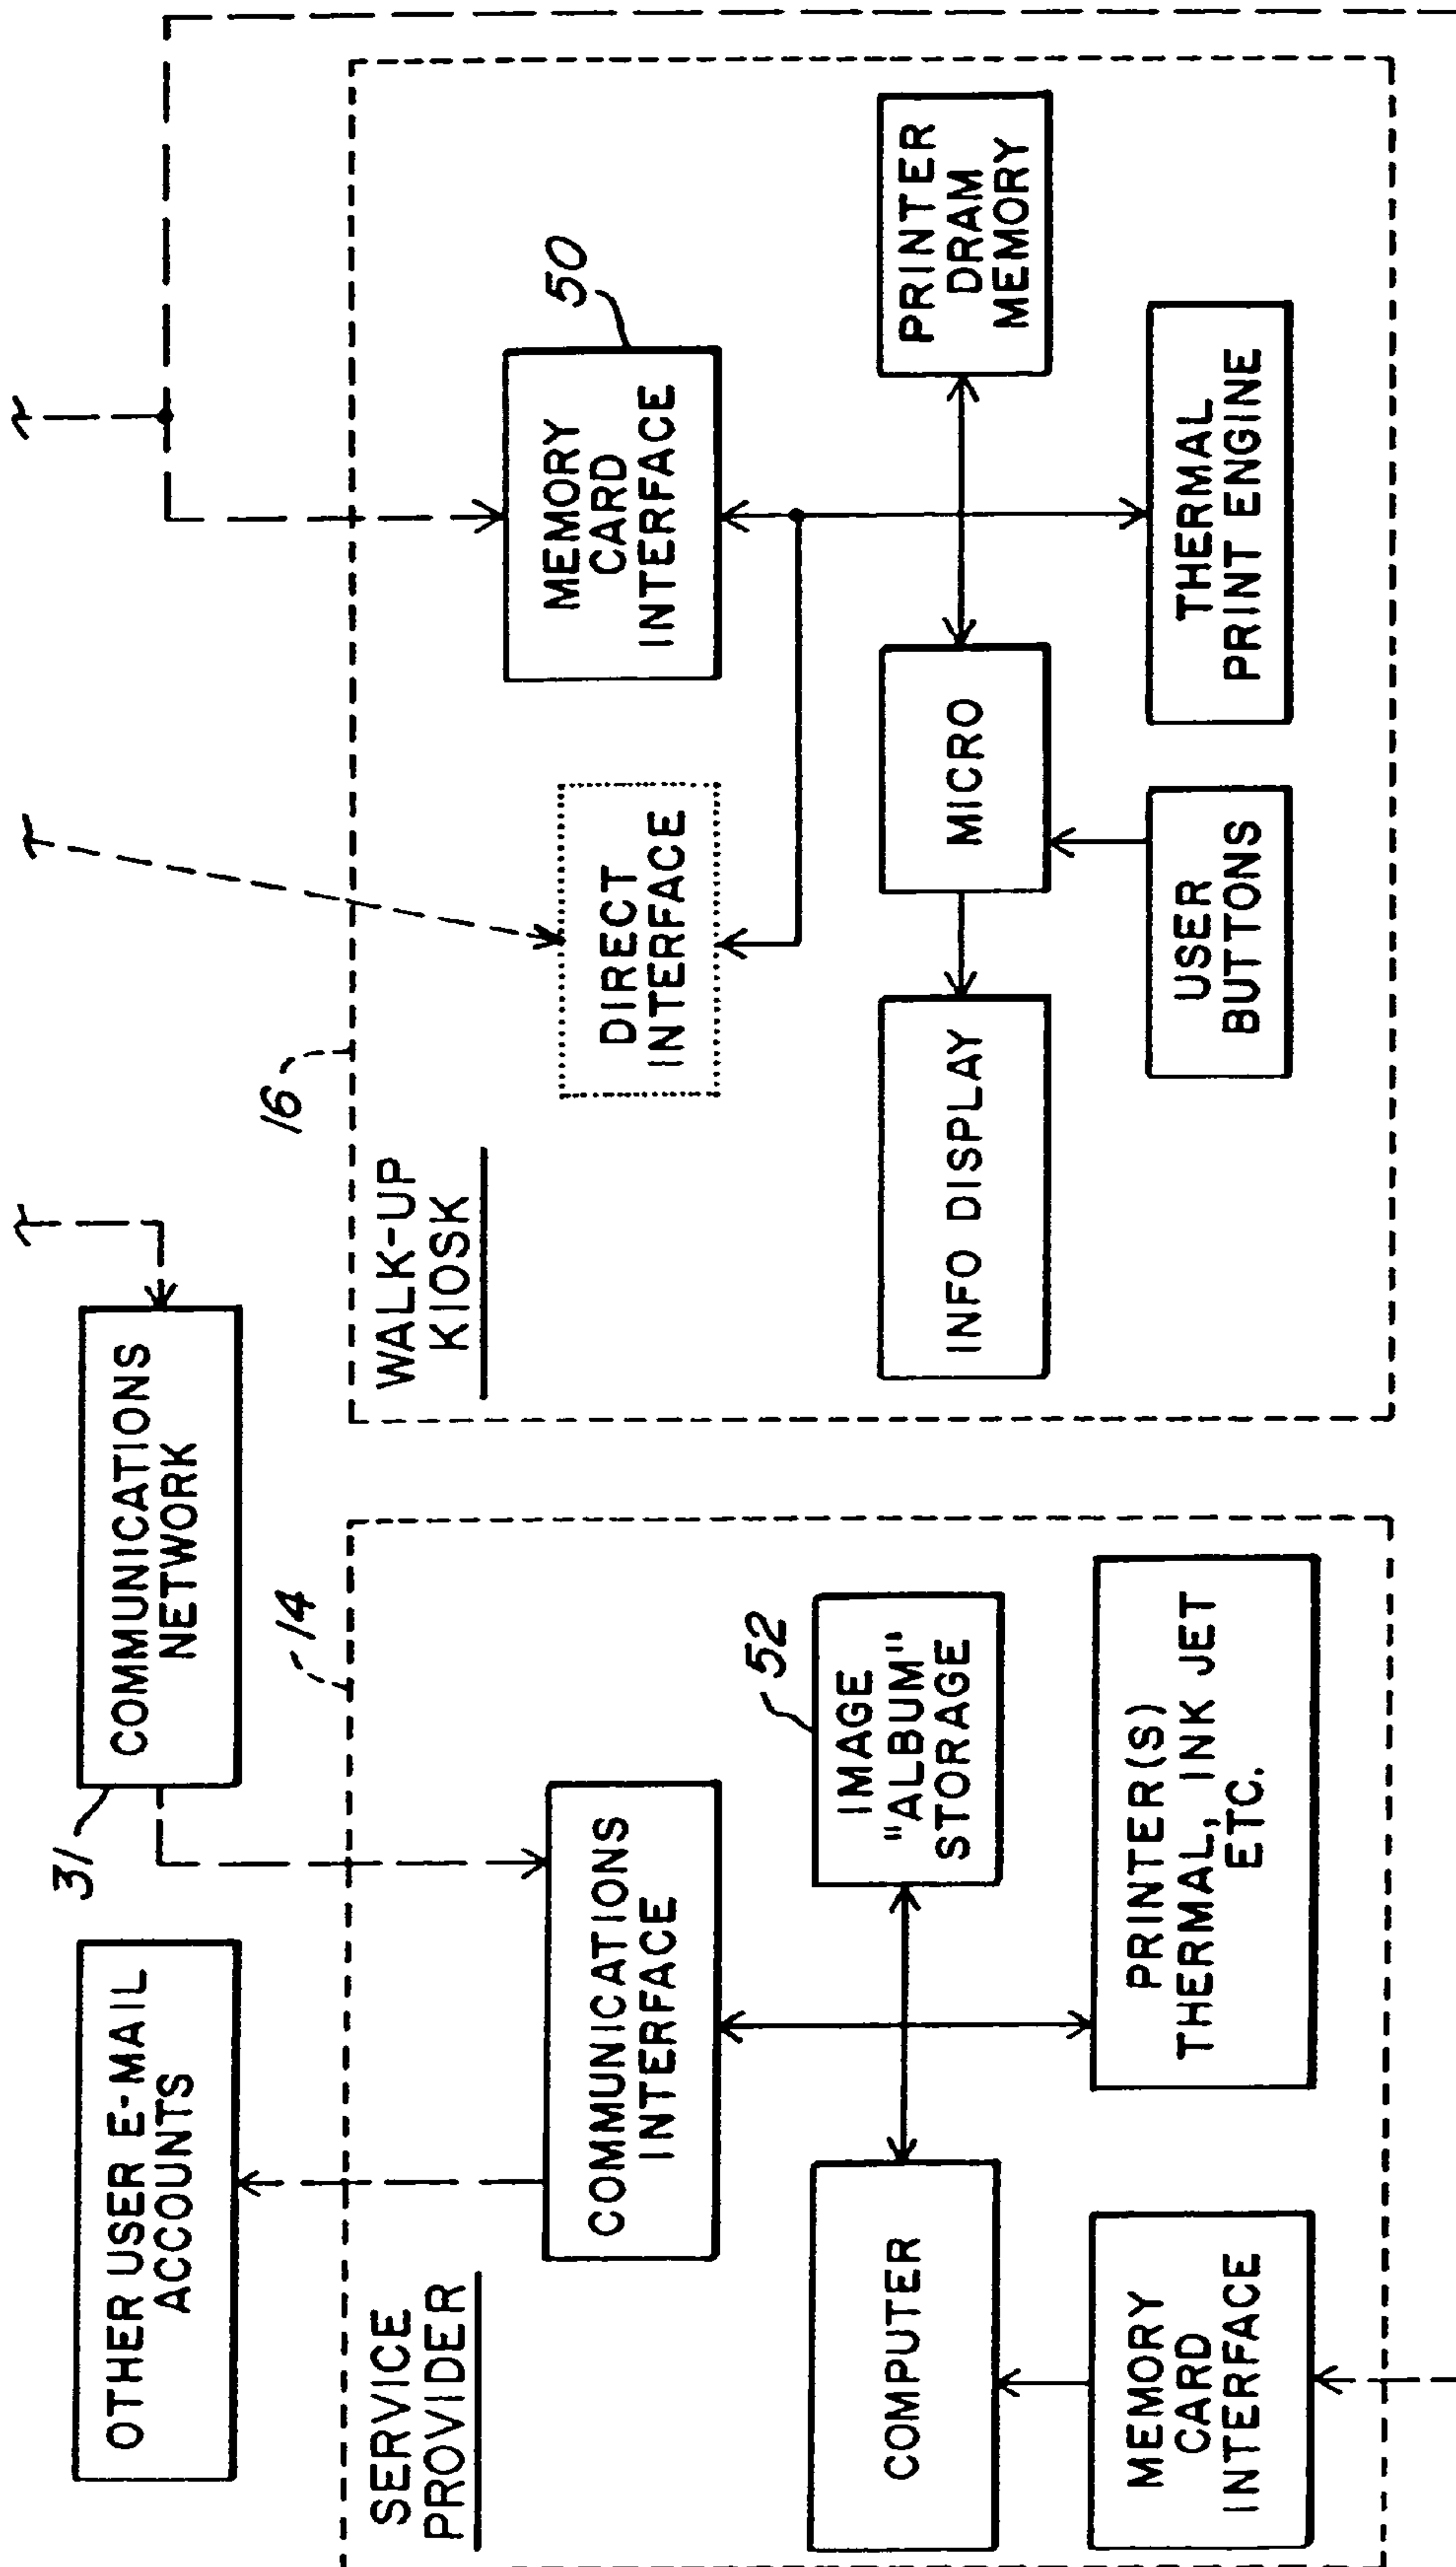 OTHER USER E-MAIL
ACCOUNTS
31
COMMUNICATIONS
NETWORK
SERVICE
PROVIDER
14
COMMUNICATIONS
INTERFACE
COMPUTER
IMAGE
"ALBUM"
STORAGE
52
MEMORY
CARD
INTERFACE
PRINTER(S)
THERMAL, INK JET
ETC.
WALK-UP
KIOSK
16
DIRECT
INTERFACE
MEMORY
CARD
INTERFACE
50
INFO DISPLAY
MICRO
PRINTER
DRAM
MEMORY
USER
BUTTONS
THERMAL
PRINT ENGINE